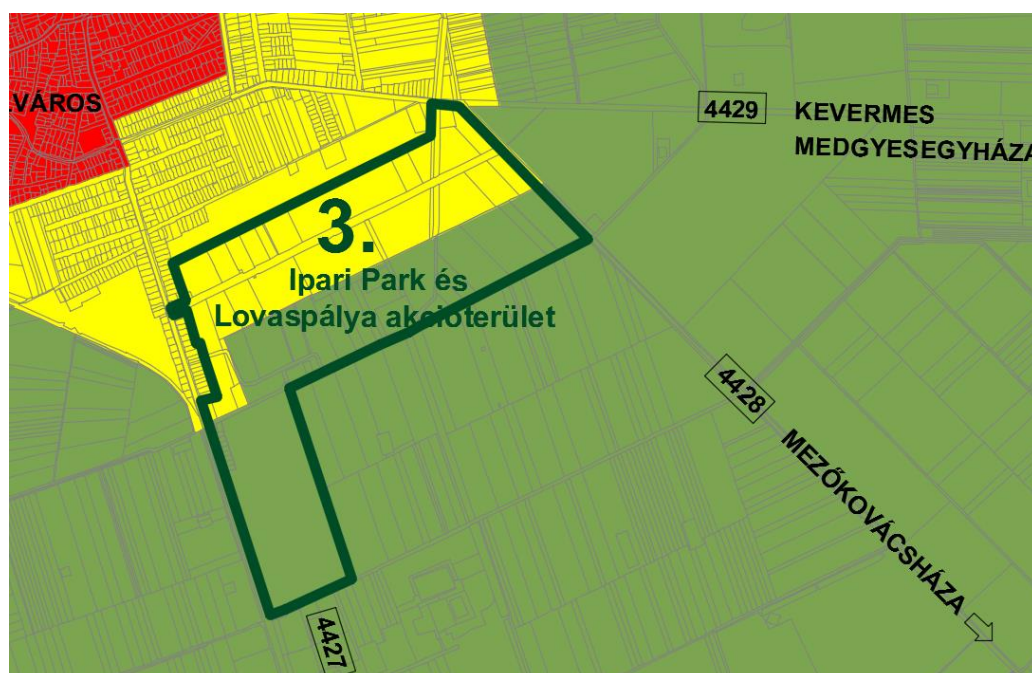 VÁROS
4429
KEVERMES
MEDGYESEGYHÁZA
3.
Ipari Park és
Lovaspálya akcióterület
4428
MEZŐKOVÁCSHÁZA
4427